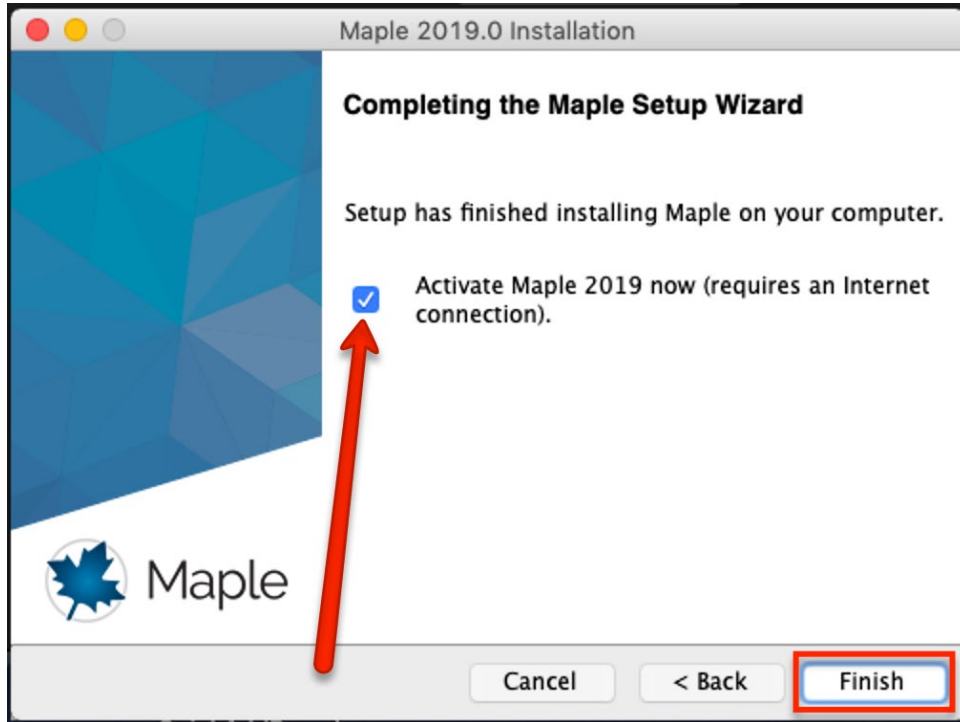 Maple 2019.0 Installation
Completing the Maple Setup Wizard
Setup has finished installing Maple on your computer.
Activate Maple 2019 now (requires an Internet
connection).
Maple
Cancel
< Back
Finish